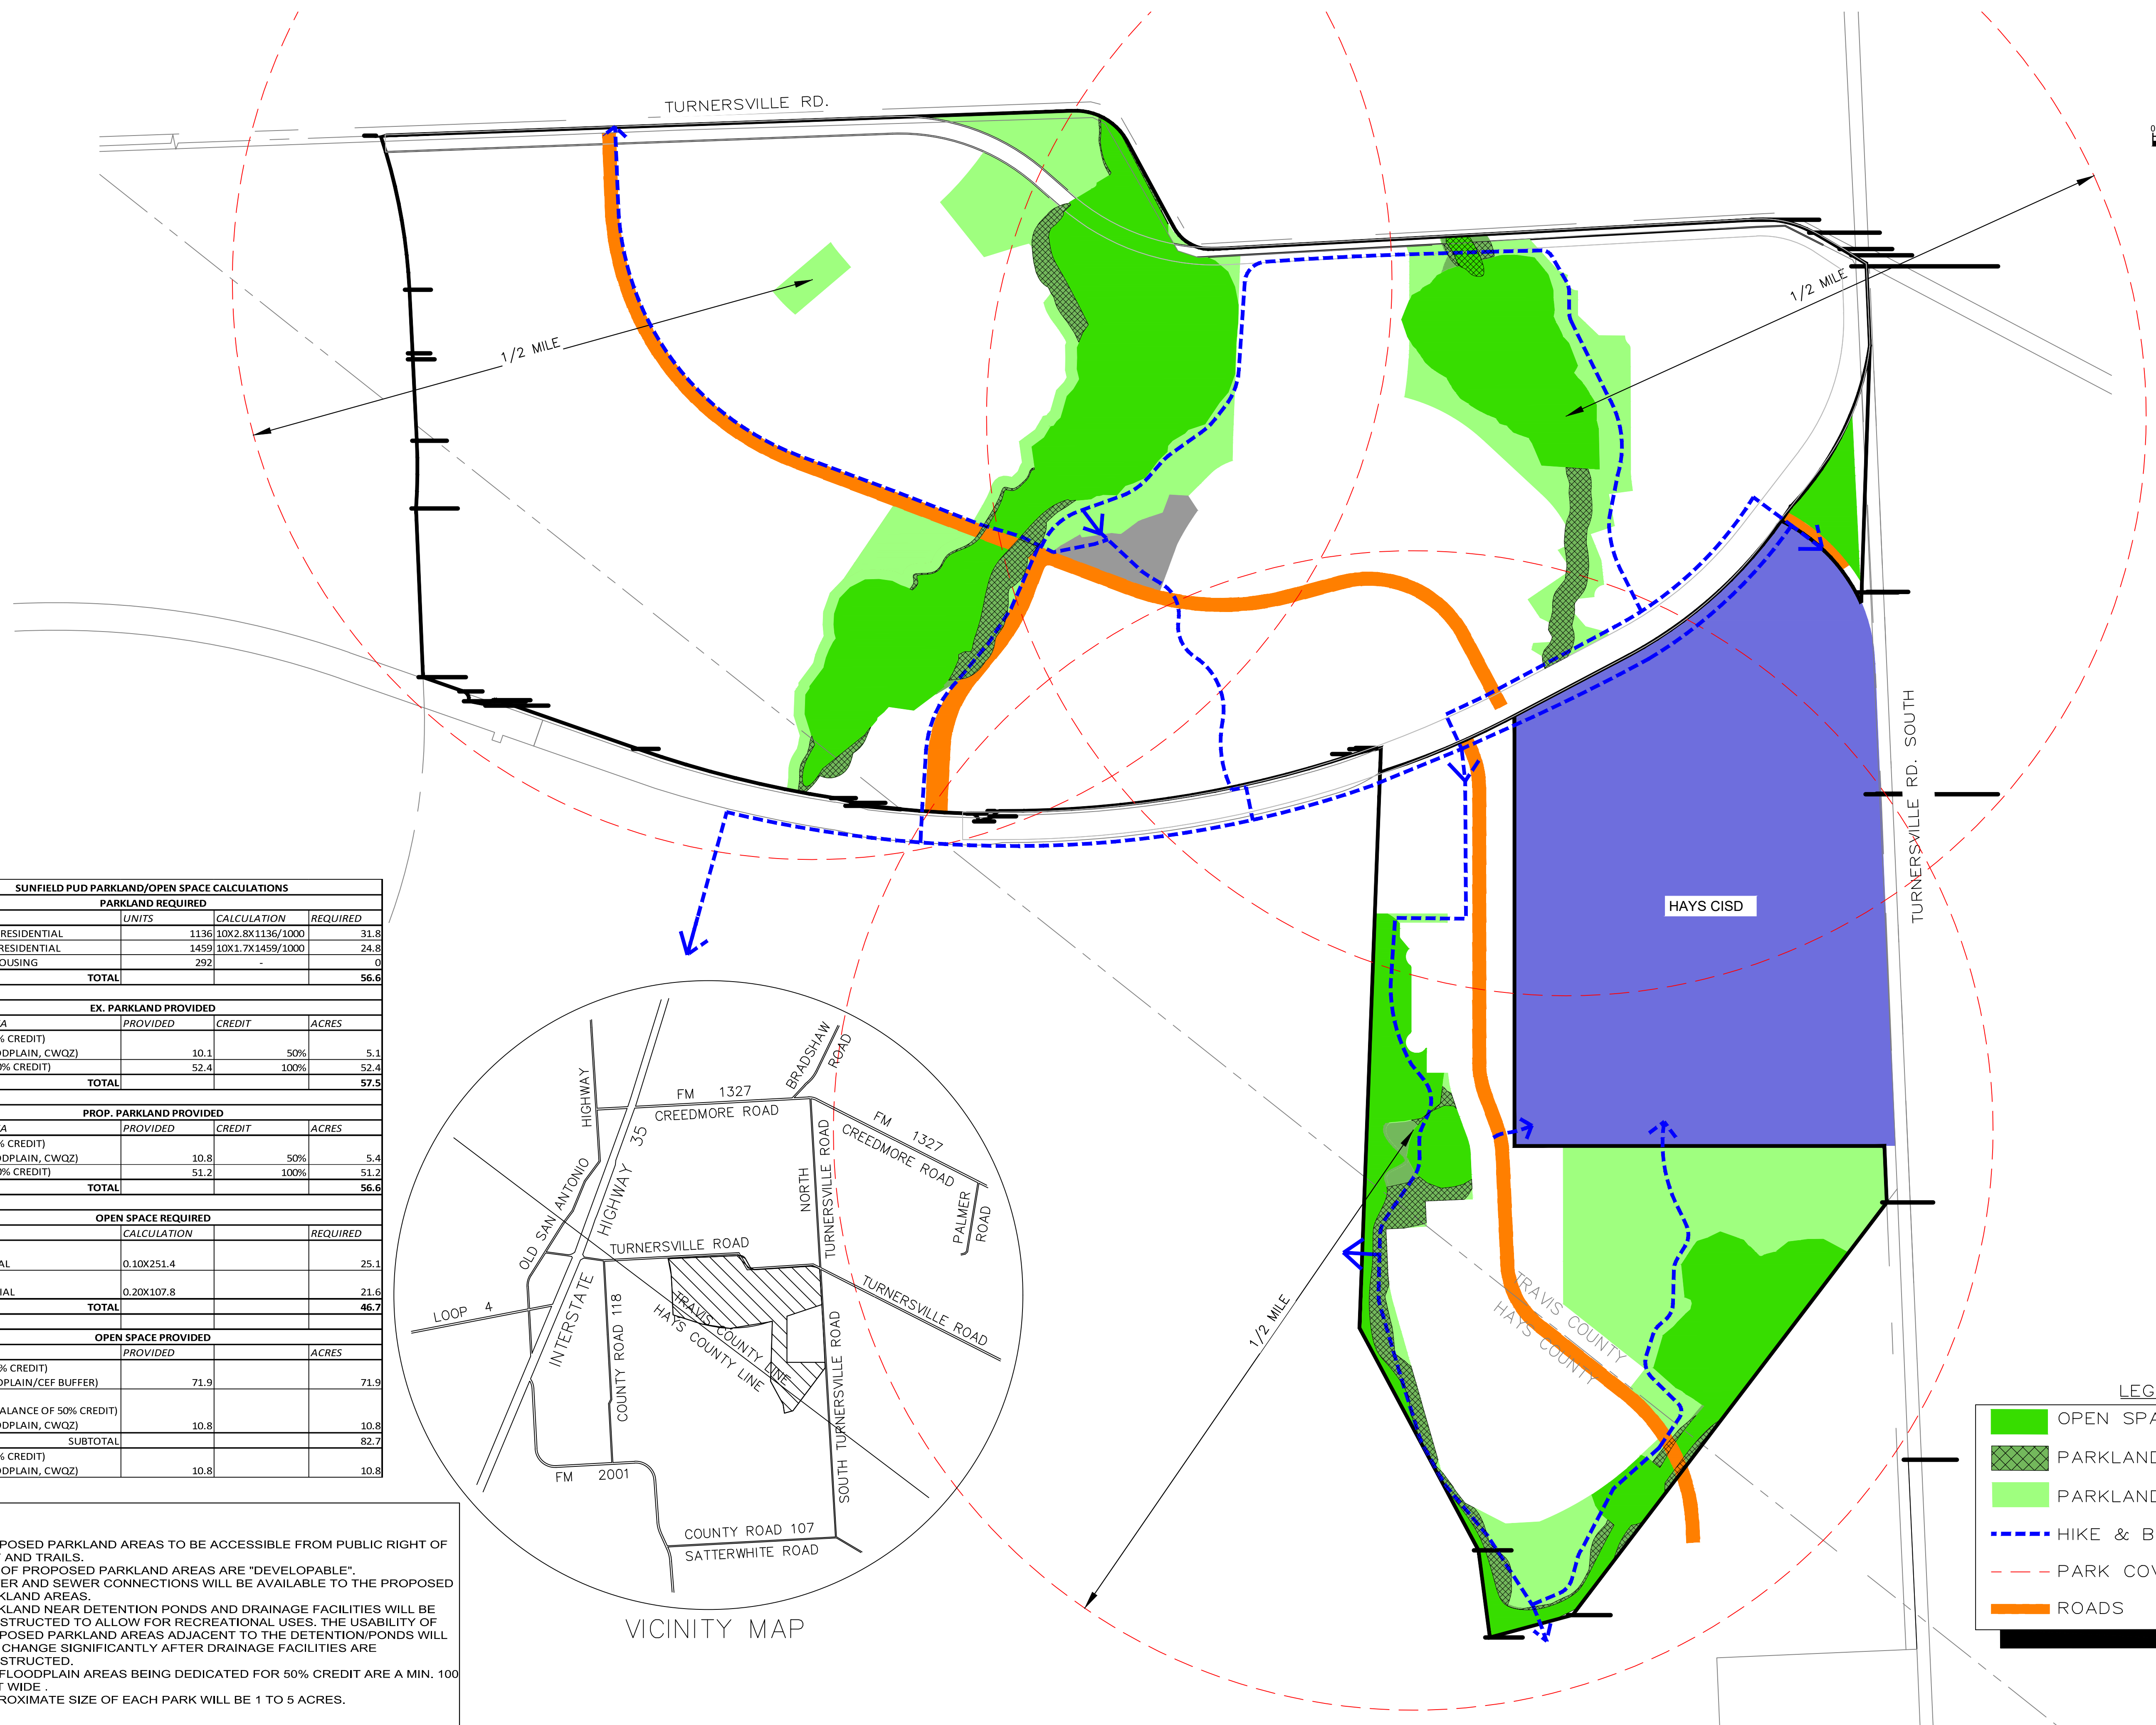 TURNERSVILLE RD.
0
1/2 MILE
1/2 MILE
TURNERSVILLE RD. SOUTH
HAYS CISD
1/2 MILE
TRAVIS COUNTY
HAYS COUNTY
SUNFIELD PUD PARKLAND/OPEN SPACE CALCULATIONS
PARKLAND REQUIRED
UNITS CALCULATION REQUIRED
RESIDENTIAL 1136 10X2.8X1136/1000 31.8
RESIDENTIAL 1459 10X1.7X1459/1000 24.8
OUSING 292 - 0
TOTAL 56.6
EX. PARKLAND PROVIDED
A PROVIDED CREDIT ACRES
% CREDIT)
DPLAIN, CWQZ) 10.1 50% 5.1
0% CREDIT) 52.4 100% 52.4
TOTAL 57.5
PROP. PARKLAND PROVIDED
A PROVIDED CREDIT ACRES
% CREDIT)
DPLAIN, CWQZ) 10.8 50% 5.4
0% CREDIT) 51.2 100% 51.2
TOTAL 56.6
OPEN SPACE REQUIRED
CALCULATION REQUIRED
AL 0.10X251.4 25.1
IAL 0.20X107.8 21.6
TOTAL 46.7
OPEN SPACE PROVIDED
PROVIDED ACRES
% CREDIT)
DPLAIN/CEF BUFFER) 71.9 71.9
ALANCE OF 50% CREDIT)
DPLAIN, CWQZ) 10.8 10.8
SUBTOTAL 82.7
% CREDIT)
DPLAIN, CWQZ) 10.8 10.8
POSED PARKLAND AREAS TO BE ACCESSIBLE FROM PUBLIC RIGHT OF
AND TRAILS.
OF PROPOSED PARKLAND AREAS ARE "DEVELOPABLE".
ER AND SEWER CONNECTIONS WILL BE AVAILABLE TO THE PROPOSED
KLAND AREAS.
KLAND NEAR DETENTION PONDS AND DRAINAGE FACILITIES WILL BE
STRUCTED TO ALLOW FOR RECREATIONAL USES. THE USABILITY OF
POSED PARKLAND AREAS ADJACENT TO THE DETENTION/PONDS WILL
CHANGE SIGNIFICANTLY AFTER DRAINAGE FACILITIES ARE
STRUCTED.
FLOODPLAIN AREAS BEING DEDICATED FOR 50% CREDIT ARE A MIN. 100
T WIDE .
ROXIMATE SIZE OF EACH PARK WILL BE 1 TO 5 ACRES.
HIGHWAY
OLD SAN ANTONIO
HIGHWAY 35
INTERSTATE
FM 1327
CREEDMORE ROAD
BRADSHAW
ROAD
FM 1327
CREEDMORE ROAD
PALMER
ROAD
NORTH
TURNERSVILLE ROAD
TURNERSVILLE ROAD
TURNERSVILLE ROAD
LOOP 4
COUNTY ROAD 118
TRAVIS COUNTY LINE
HAYS COUNTY LINE
SOUTH TURNERSVILLE ROAD
FM 2001
COUNTY ROAD 107
SATTERWHITE ROAD
VICINITY MAP
LEG
OPEN SPA
PARKLAND
PARKLAND
HIKE & B
PARK COV
ROADS